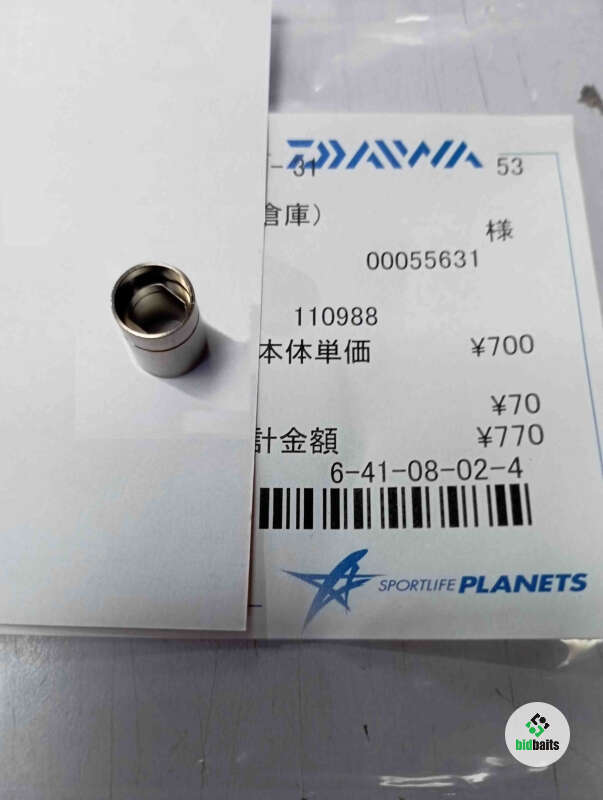 DAIWA
-31 53
倉庫)
様
00055631
110988
本体単価 ¥700
¥70
計金額 ¥770
6-41-08-02-4
SPORTLIFE PLANETS
bidbaits